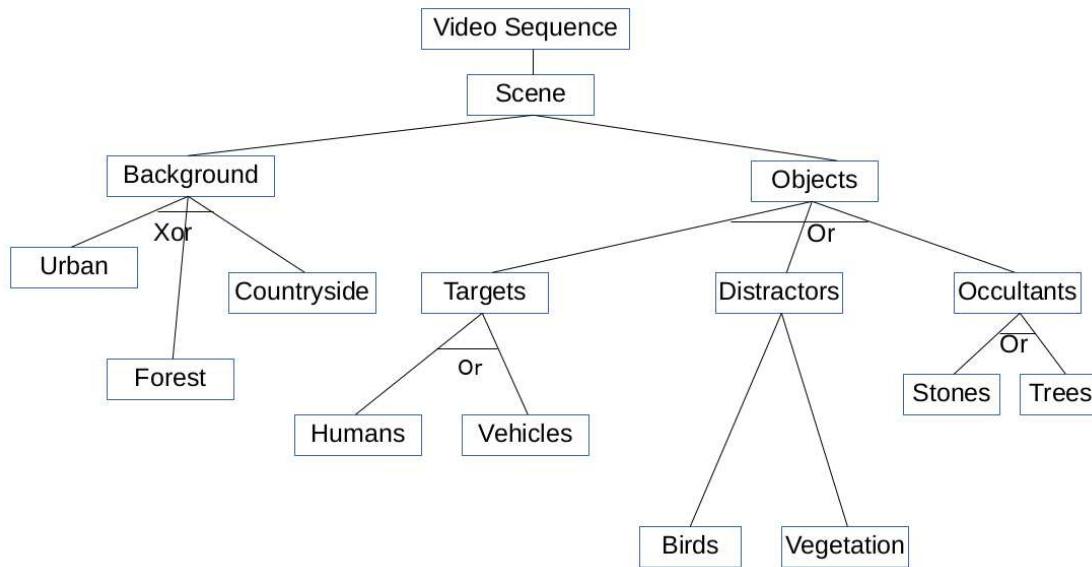 Video Sequence
Scene
Background
Objects
Xor
Or
Urban
Countryside
Targets
Distractors
Occultants
Or
Or
Forest
Stones
Trees
Humans
Vehicles
Birds
Vegetation